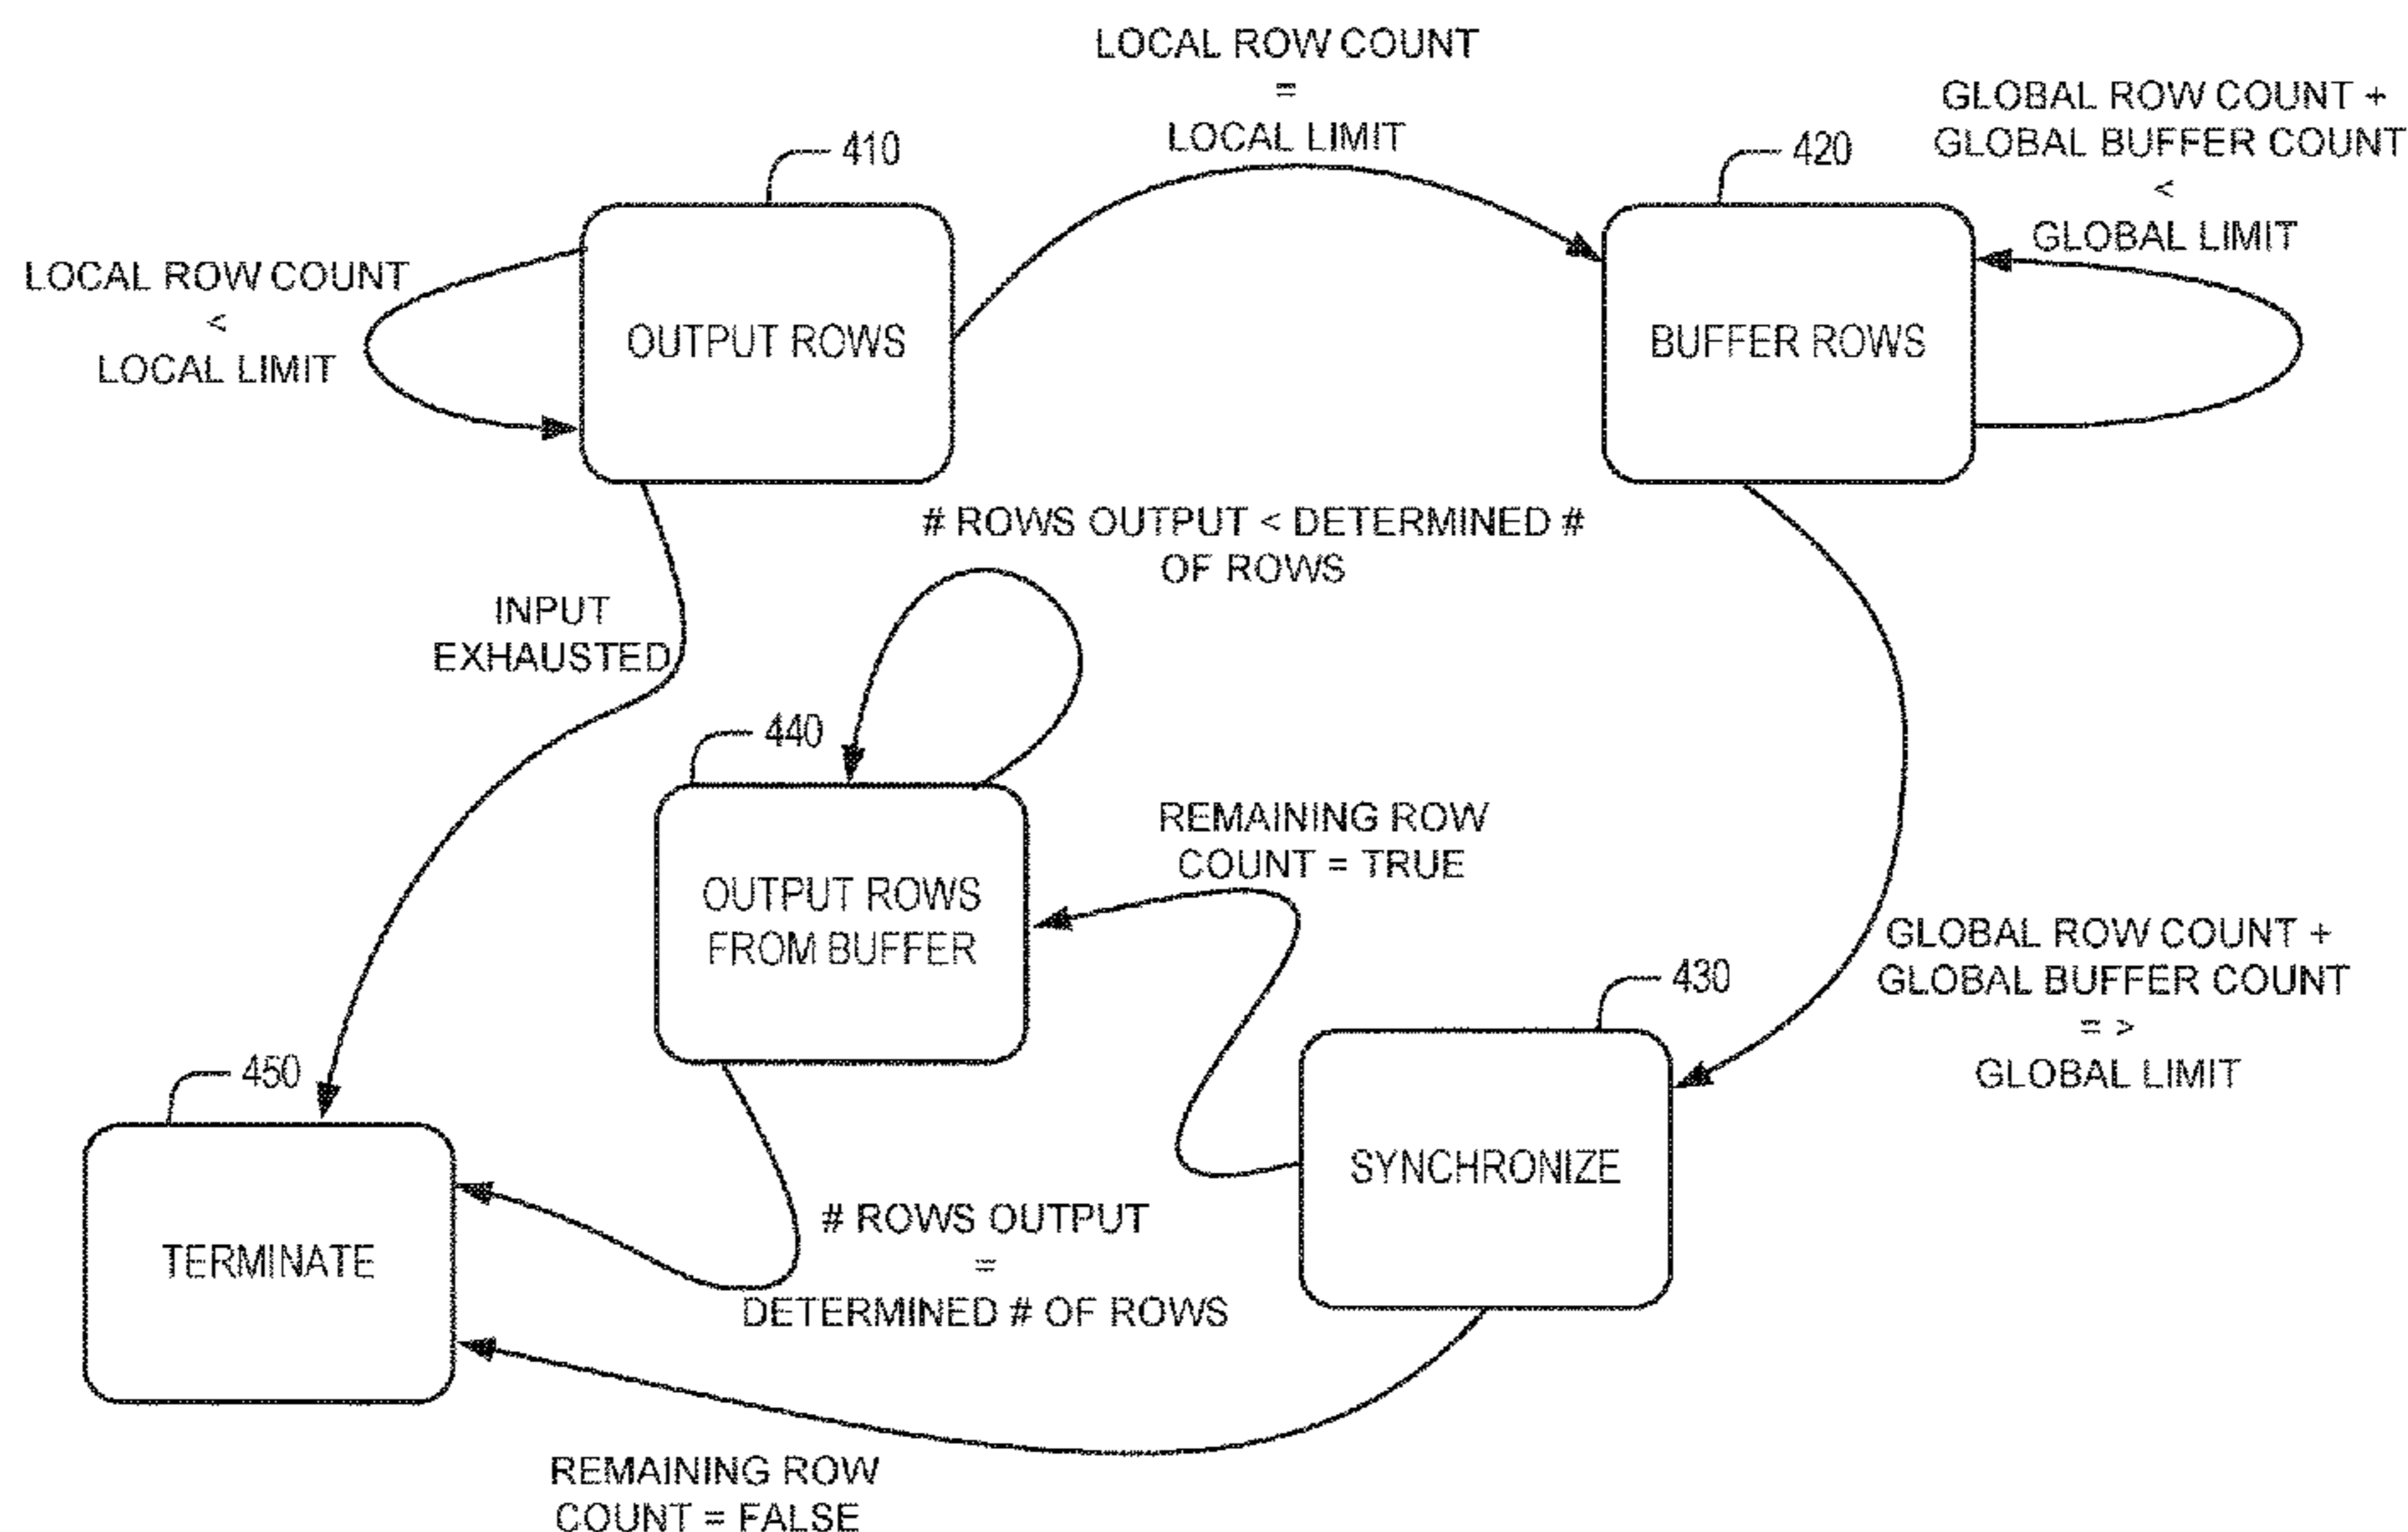 LOCAL ROW COUNT
=
LOCAL LIMIT
GLOBAL ROW COUNT +
GLOBAL BUFFER COUNT
<
GLOBAL LIMIT
410
420
LOCAL ROW COUNT
<
LOCAL LIMIT
OUTPUT ROWS
BUFFER ROWS
# ROWS OUTPUT < DETERMINED #
OF ROWS
INPUT
EXHAUSTED
440
REMAINING ROW
COUNT = TRUE
OUTPUT ROWS
FROM BUFFER
GLOBAL ROW COUNT +
GLOBAL BUFFER COUNT
= >
GLOBAL LIMIT
430
450
SYNCHRONIZE
TERMINATE
# ROWS OUTPUT
=
DETERMINED # OF ROWS
REMAINING ROW
COUNT = FALSE